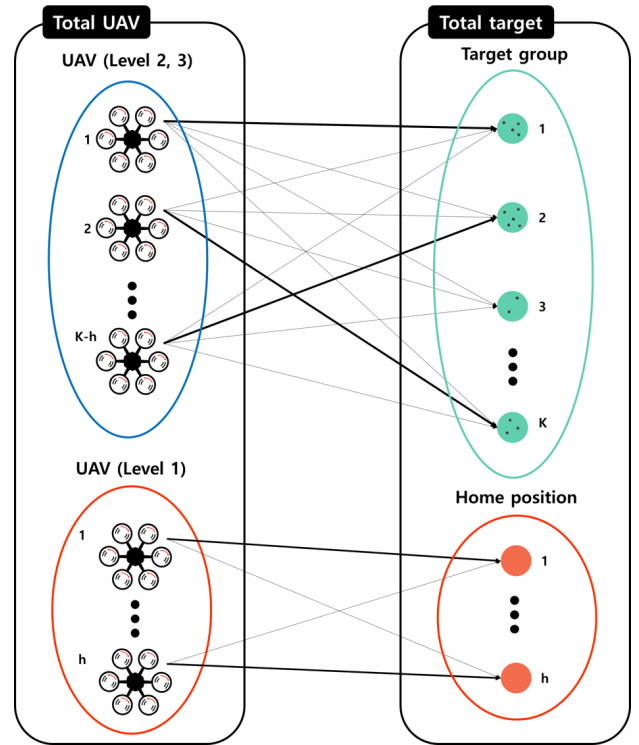 Total UAV
UAV (Level 2, 3)
1
2
K-h
UAV (Level 1)
1
h
Total target
Target group
1
2
3
K
Home position
1
h